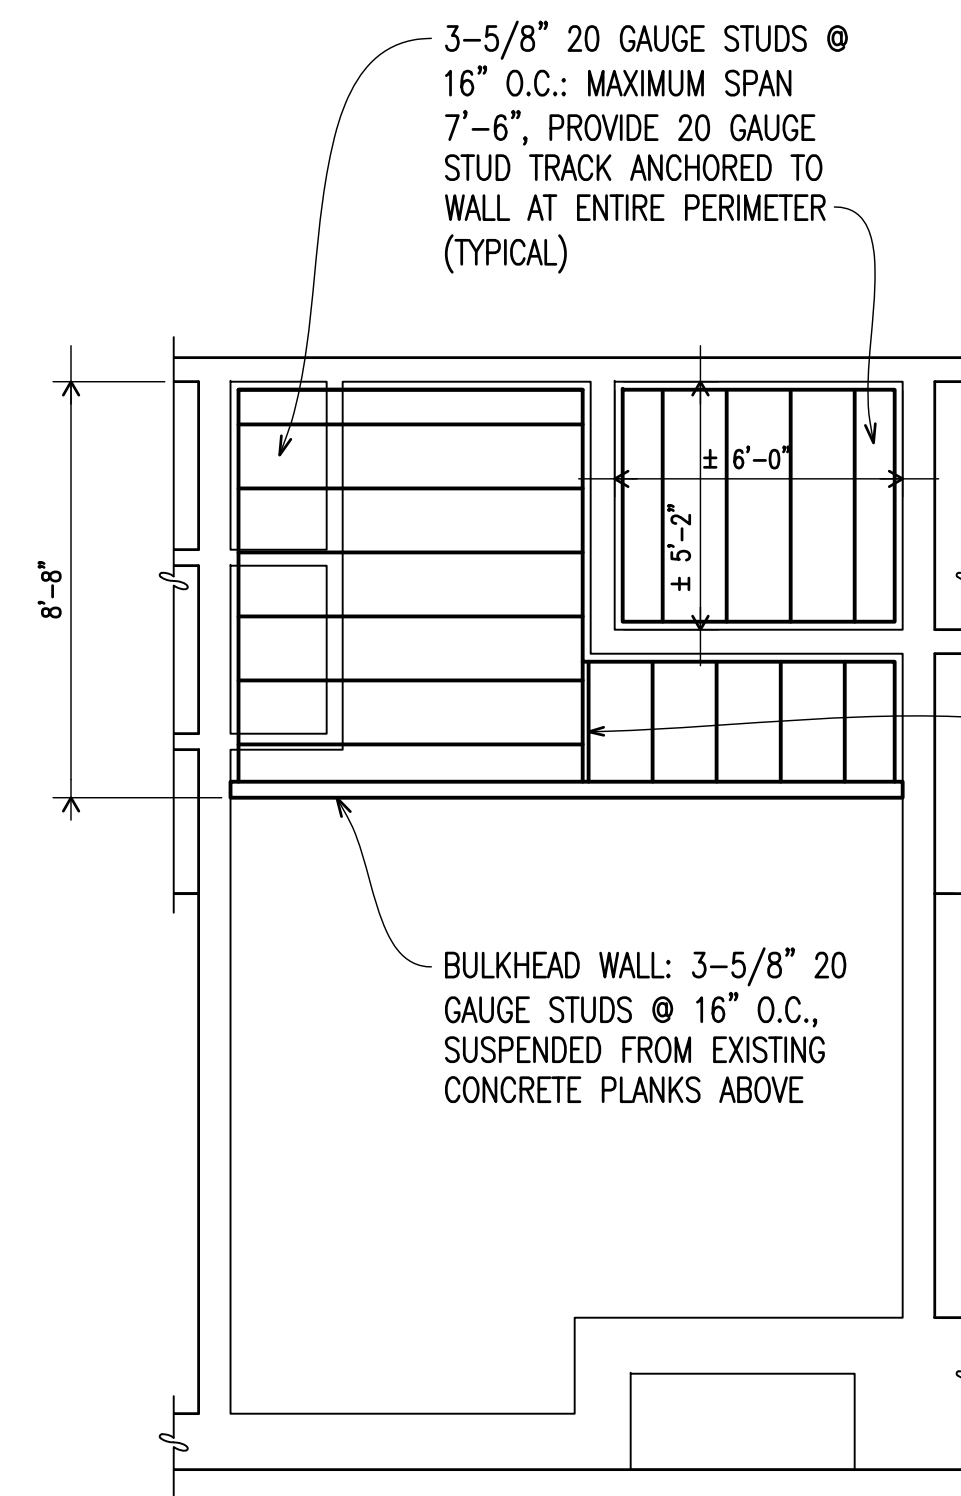 3-5/8" 20 GAUGE STUDS @
16" O.C.: MAXIMUM SPAN
7'-6", PROVIDE 20 GAUGE
STUD TRACK ANCHORED TO
WALL AT ENTIRE PERIMETER
(TYPICAL)
± 6'-0"
± 5'-2"
8'-8"
BULKHEAD WALL: 3-5/8" 20
GAUGE STUDS @ 16" O.C.,
SUSPENDED FROM EXISTING
CONCRETE PLANKS ABOVE